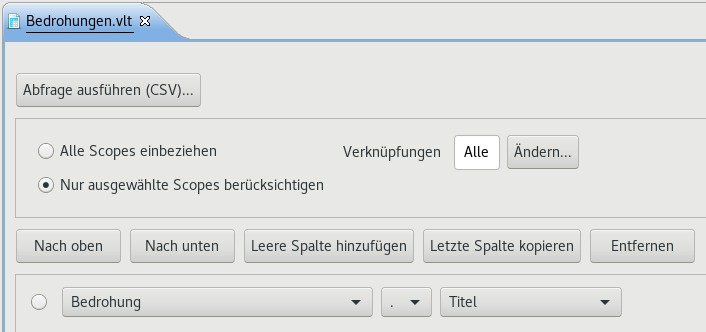 Bedrohungen.vlt
Abfrage ausführen (CSV)...
Alle Scopes einbeziehen
Verknüpfungen Alle Ändern...
Nur ausgewählte Scopes berücksichtigen
Nach oben Nach unten Leere Spalte hinzufügen Letzte Spalte kopieren Entfernen
Bedrohung . Titel